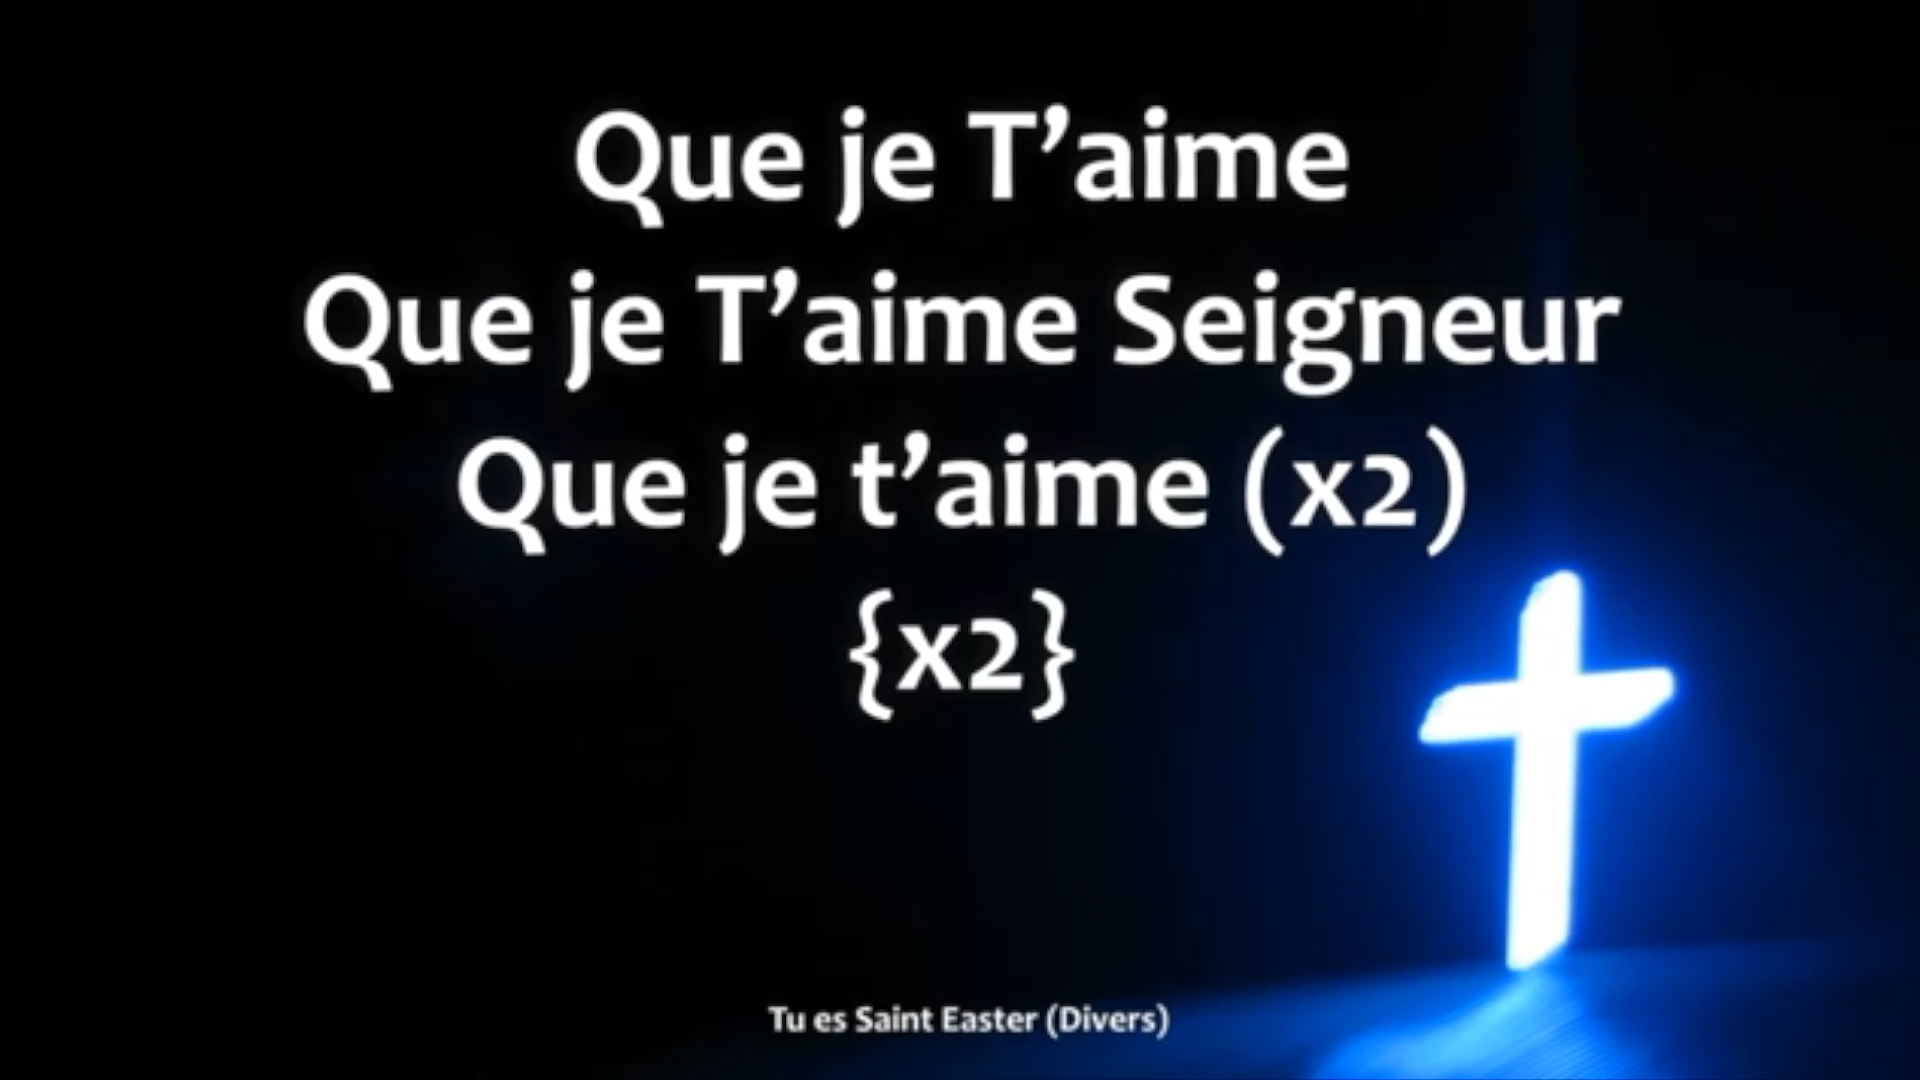 Que je T’aime
Que je T’aime Seigneur
Que je t’aime (x2)
{x2}
Tu es Saint Easter (Divers)